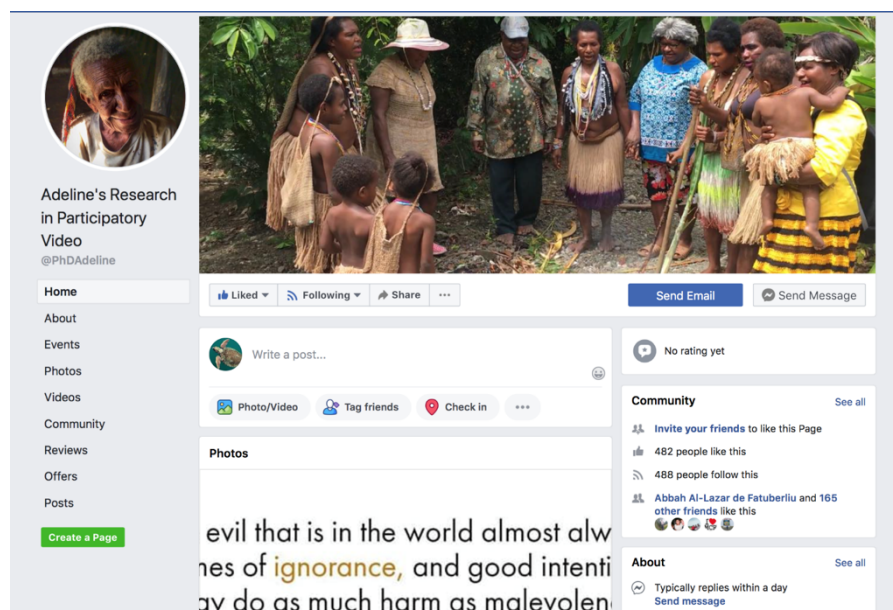 Adeline's Research
in Participatory
Video
@PhDAdeline
Home
About
Events
Photos
Videos
Community
Reviews
Offers
Posts
Create a Page
Liked
Following
Share
Send Email
Send Message
Write a post...
Photo/Video
Tag friends
Check in
Photos
evil that is in the world almost alw
nes of ignorance, and good intenti
ay do as much harm as malevolen
No rating yet
Community
See all
Invite your friends to like this Page
482 people like this
488 people follow this
Abbah Al-Lazar de Fatuberliu and 165
other friends like this
About
See all
Typically replies within a day
Send message